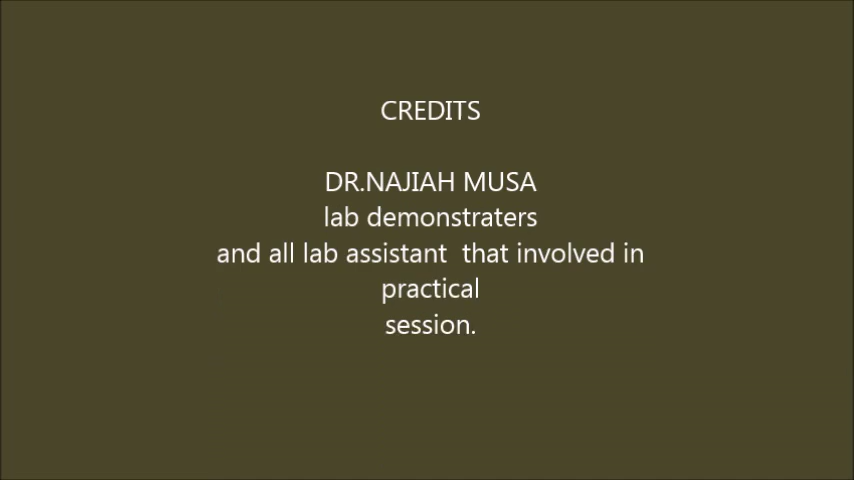 CREDITS
DR.NAJIAH MUSA
lab demonstraters
and all lab assistant  that involved in
practical
session.